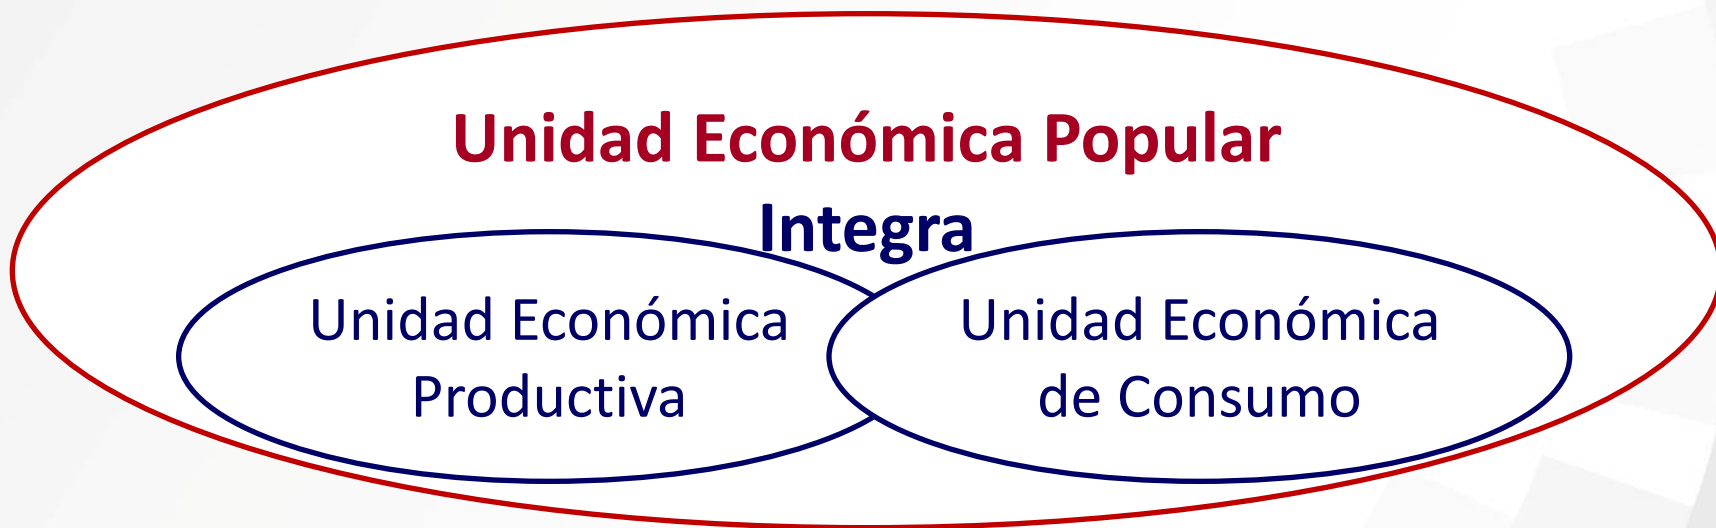 Unidad Económica Popular
Integra
Unidad Económica
Productiva
Unidad Económica
de Consumo